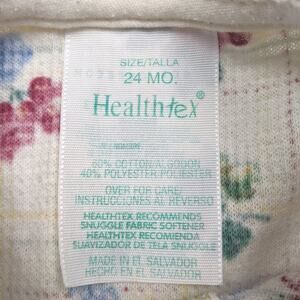 SIZE/TALLA
24 MO.
Healthtex®
60% COTTON/ALGODON
40% POLYESTER/POLIESTER
OVER FOR CARE/
INSTRUCCIONES AL REVERSO
HEALTHTEX RECOMMENDS
SNUGGLE FABRIC SOFTENER
HEALTHTEX RECOMIENDA
SUAVIZADOR DE TELA SNUGGLE
MADE IN EL SALVADOR
HECHO EN EL SALVADOR